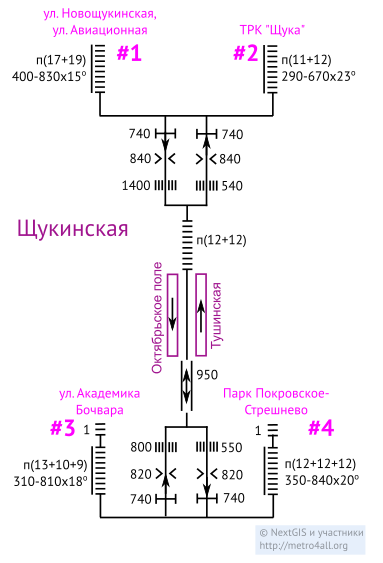 ул. Новощукинская,
ул. Авиационная
#1
ТРК "Щука"
#2
п(17+19)
400-830x15°
п(11+12)
290-670x23°
740
740
840
840
1400
540
Щукинская
п(12+12)
Октябрьское поле
Тушинская
950
ул. Академика
Бочвара
#3
Парк Покровское-
Стрешнево
#4
1
1
800
550
п(13+10+9)
310-810x18°
820
820
п(12+12+12)
350-840x20°
740
740
© NextGIS и участники
http://metro4all.org